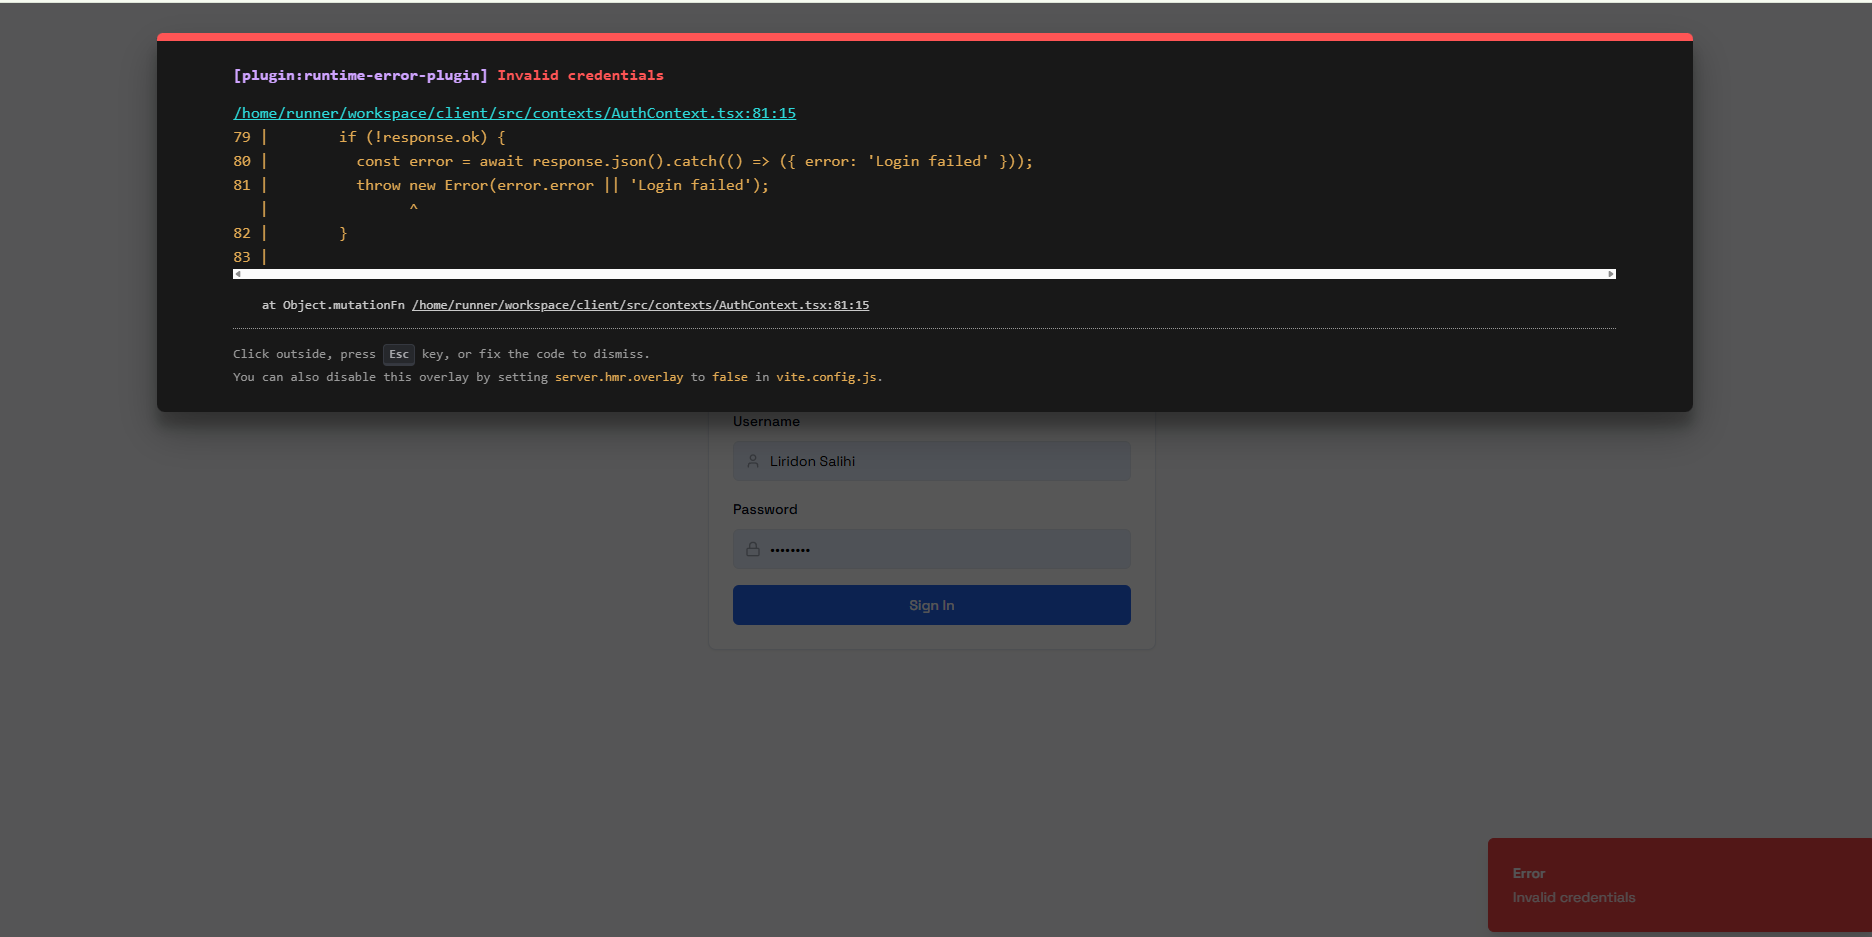 [plugin:runtime-error-plugin] Invalid credentials
/home/runner/workspace/client/src/contexts/AuthContext.tsx:81:15
79 |        if (!response.ok) {
80 |          const error = await response.json().catch(() => ({ error: 'Login failed' }));
81 |          throw new Error(error.error || 'Login failed');
   |                ^
82 |        }
83 |
at Object.mutationFn /home/runner/workspace/client/src/contexts/AuthContext.tsx:81:15
Click outside, press Esc key, or fix the code to dismiss.
You can also disable this overlay by setting server.hmr.overlay to false in vite.config.js.
Username
Liridon Salihi
Password
••••••••
Sign In
Error
Invalid credentials